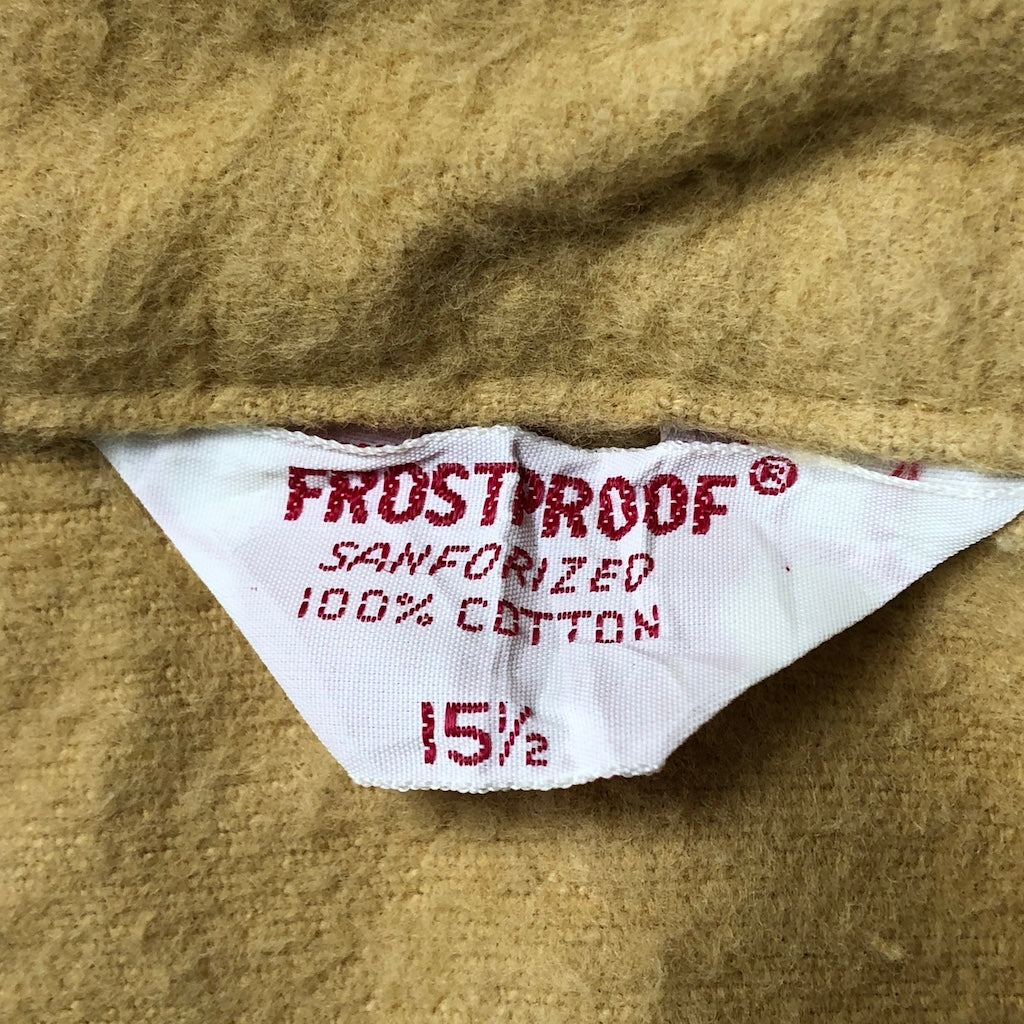 FROSTPROOF®
SANFORIZED
100% COTTON
15½